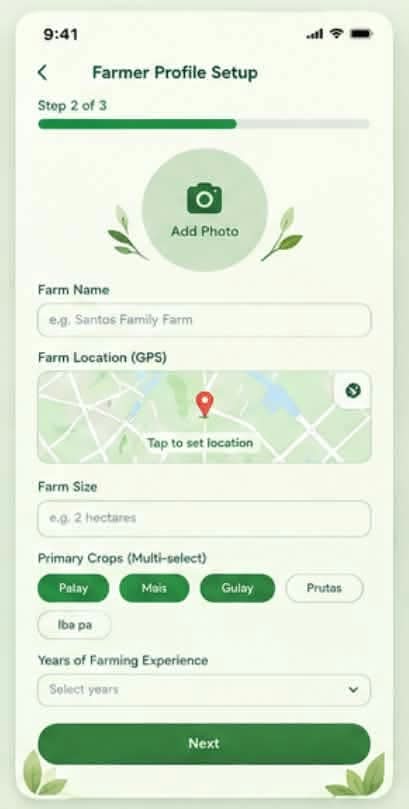 9:41
Farmer Profile Setup
Step 2 of 3
Add Photo
Farm Name
e.g. Santos Family Farm
Farm Location (GPS)
Tap to set location
Farm Size
e.g. 2 hectares
Primary Crops (Multi-select)
Palay Mais Gulay Prutas
Iba pa
Years of Farming Experience
Select years
Next